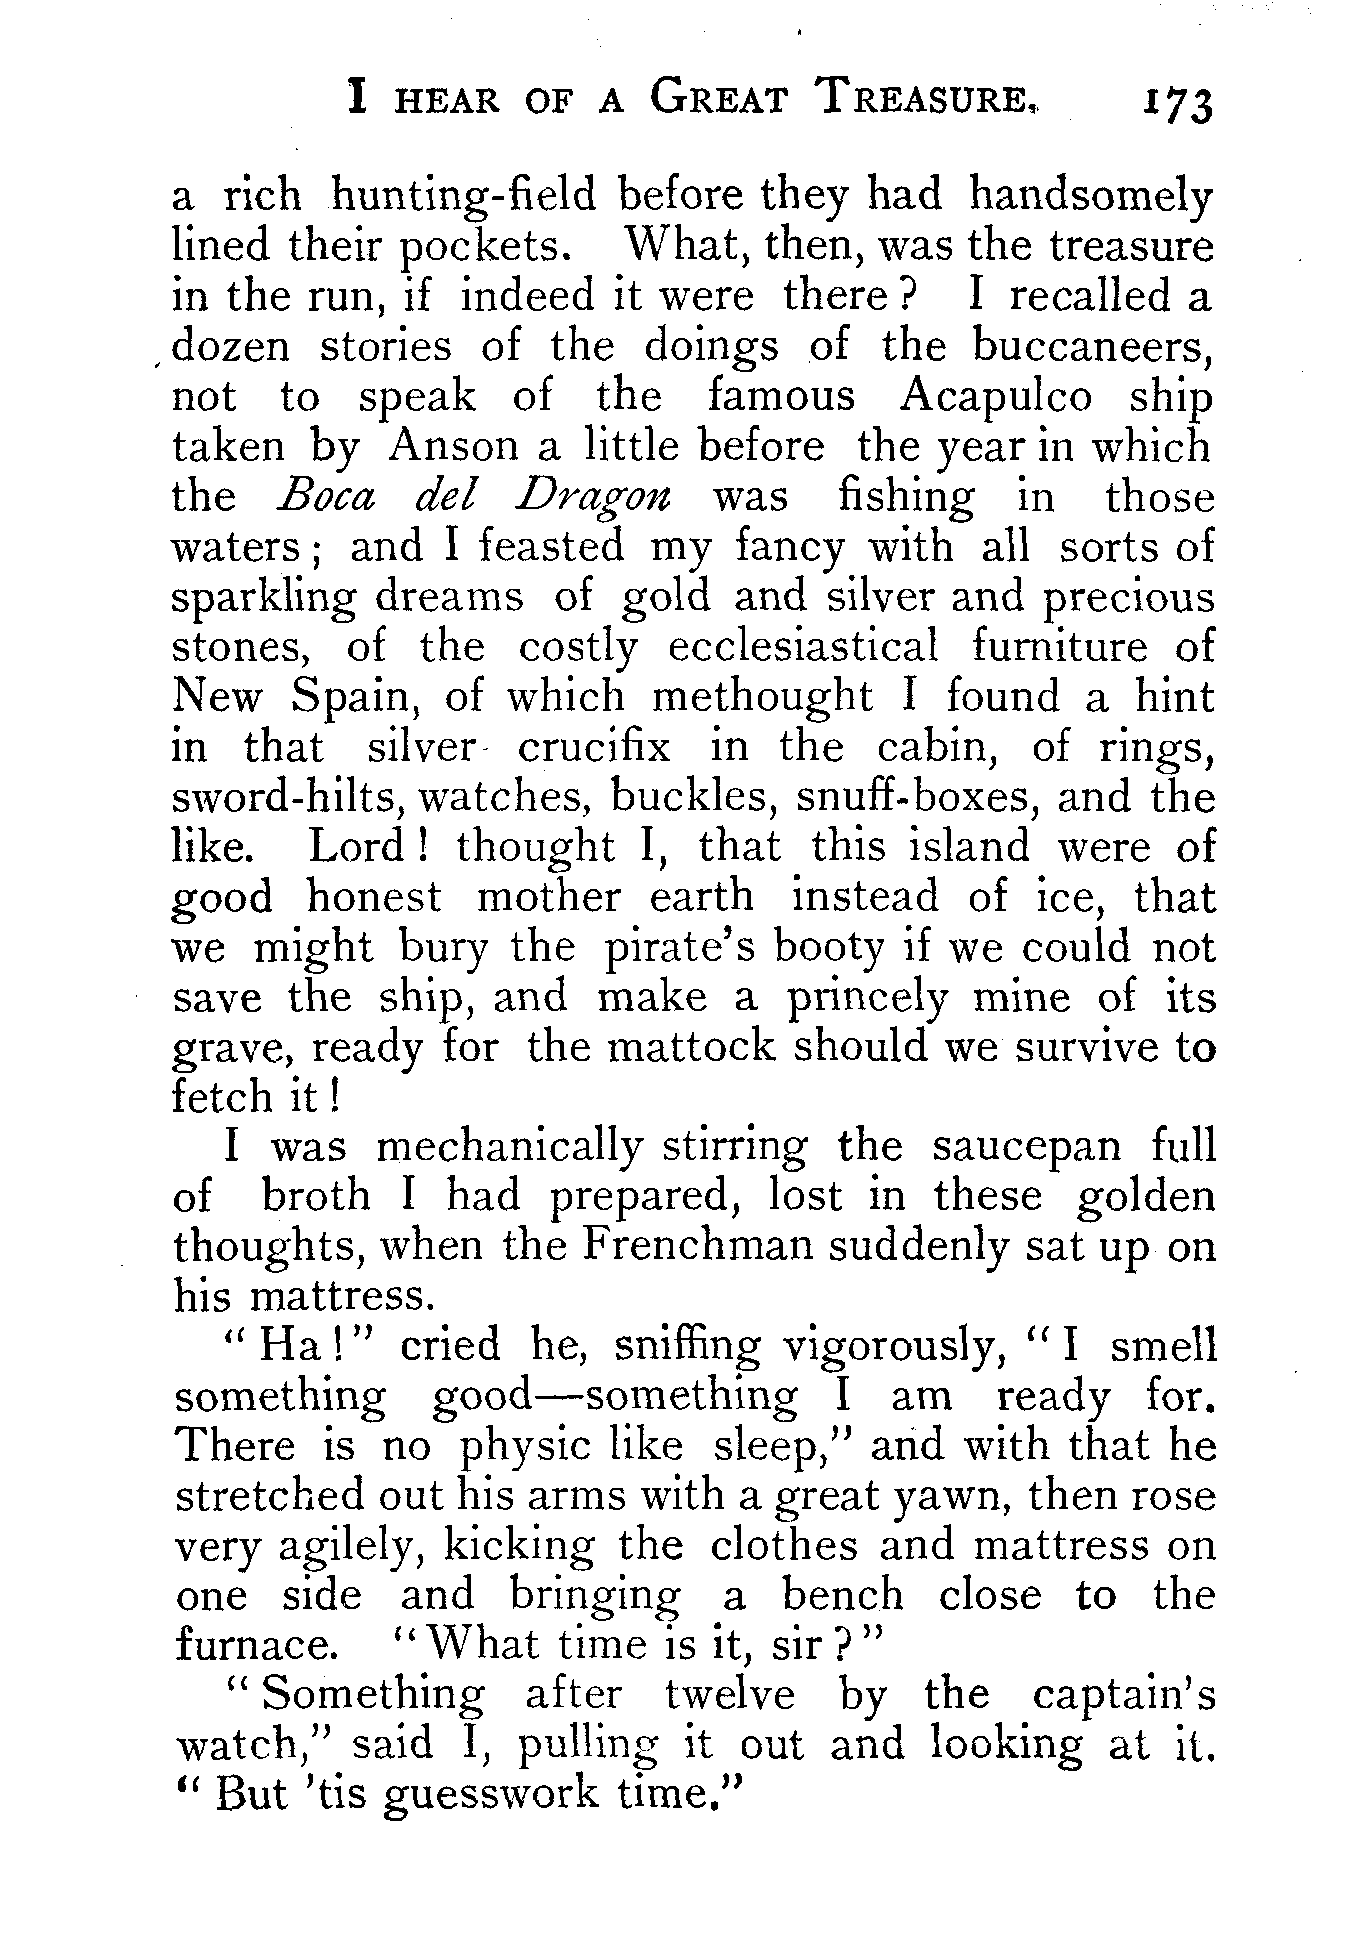 I HEAR OF A GREAT TREASURE. 173
a rich hunting-field before they had handsomely
lined their pockets. What, then, was the treasure
in the run, if indeed it were there ? I recalled a
dozen stories of the doings of the buccaneers,
not to speak of the famous Acapulco ship
taken by Anson a little before the year in which
the Boca del Dragon was fishing in those
waters ; and I feasted my fancy with all sorts of
sparkling dreams of gold and silver and precious
stones, of the costly ecclesiastical furniture of
New Spain, of which methought I found a hint
in that silver crucifix in the cabin, of rings,
sword-hilts, watches, buckles, snuff-boxes, and the
like. Lord ! thought I, that this island were of
good honest mother earth instead of ice, that
we might bury the pirate's booty if we could not
save the ship, and make a princely mine of its
grave, ready for the mattock should we survive to
fetch it !
I was mechanically stirring the saucepan full
of broth I had prepared, lost in these golden
thoughts, when the Frenchman suddenly sat up on
his mattress.
" Ha !" cried he, sniffing vigorously, " I smell
something good—something I am ready for.
There is no physic like sleep," and with that he
stretched out his arms with a great yawn, then rose
very agilely, kicking the clothes and mattress on
one side and bringing a bench close to the
furnace. "What time is it, sir ? "
" Something after twelve by the captain's
watch," said I, pulling it out and looking at it.
" But 'tis guesswork time."